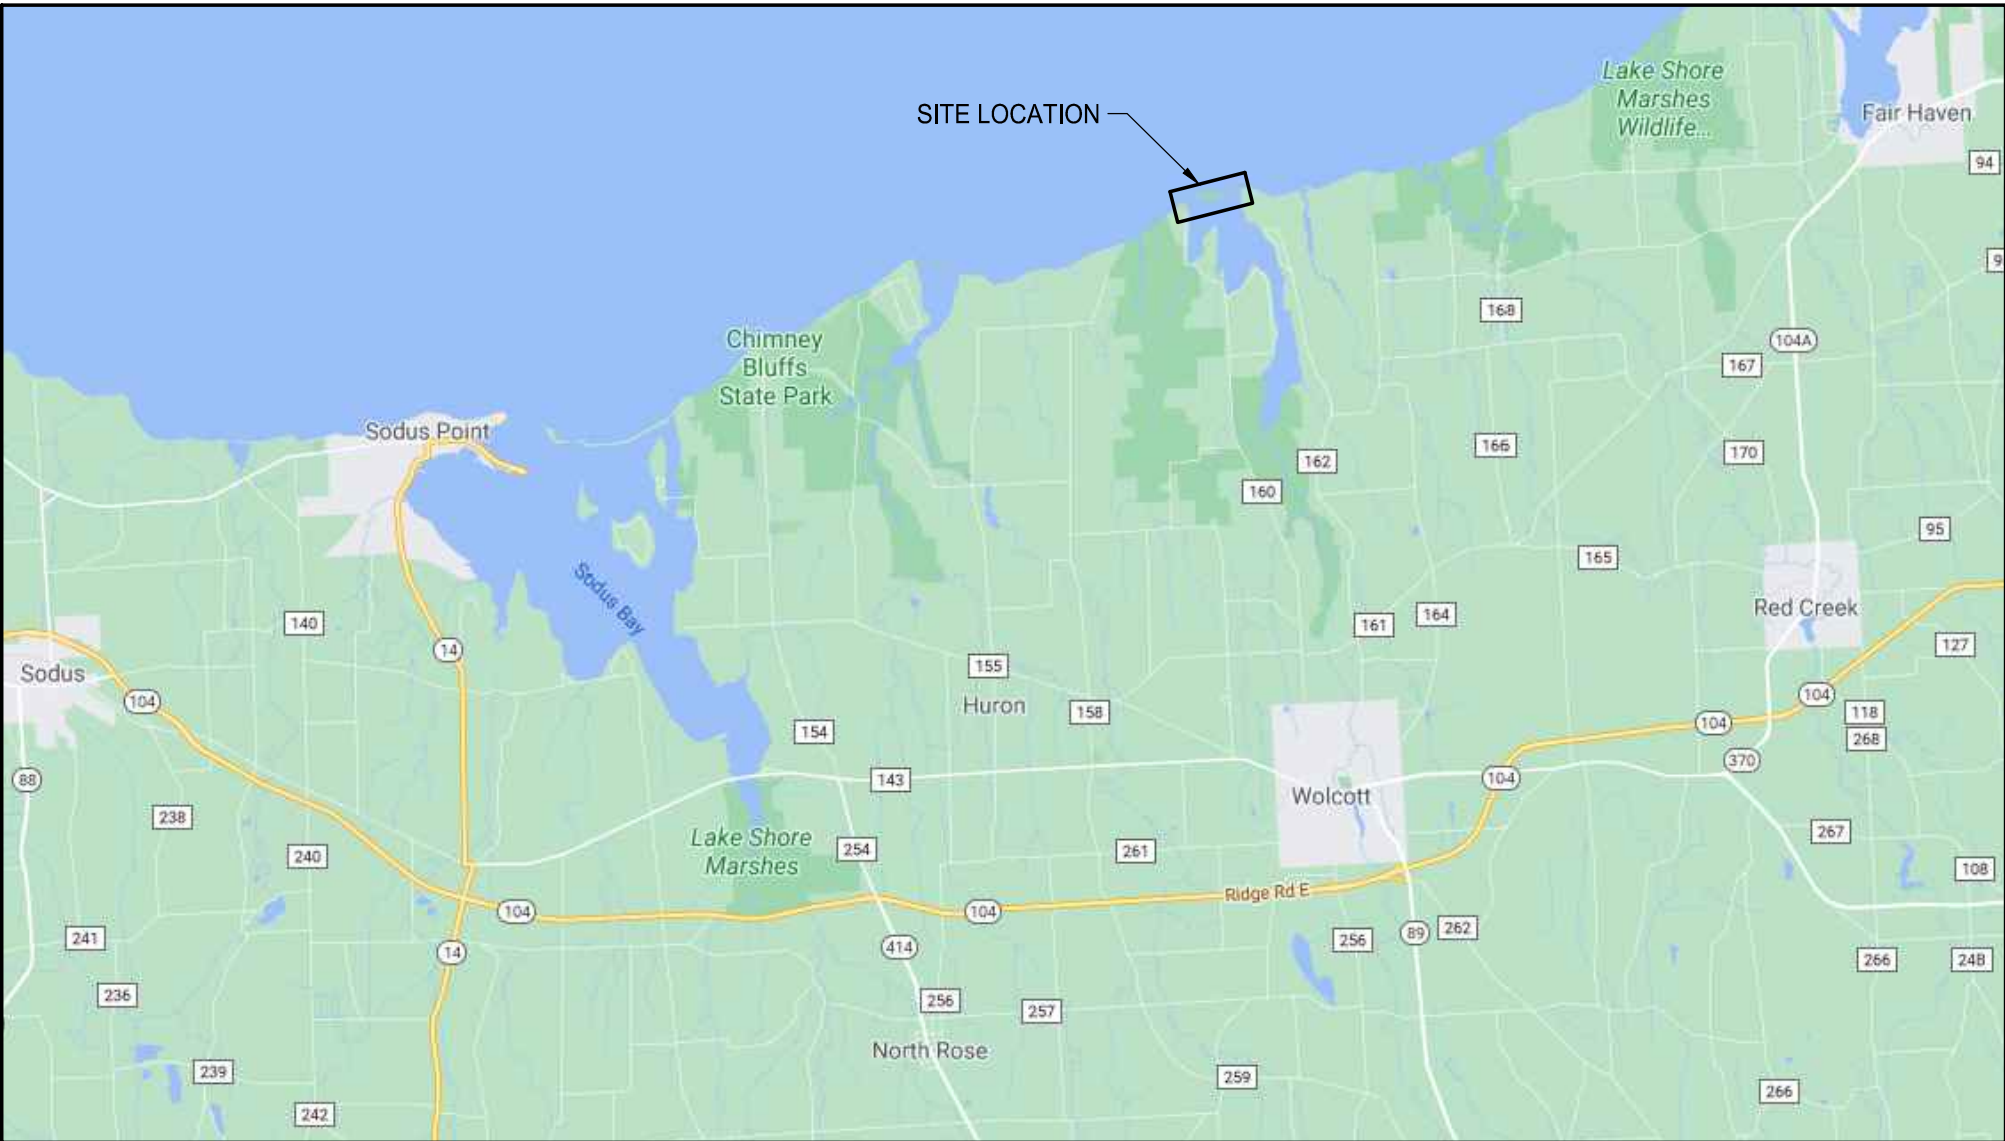 Lake Shore
Marshes
Wildlife...
SITE LOCATION
Fair Haven
94
9
168
Chimney
Bluffs
State Park
104A
167
Sodus Point
166
170
162
160
95
165
Sodus Bay
140
161
164
Red Creek
14
127
155
Sodus
Huron
104
158
104
118
154
104
268
370
88
143
104
Wolcott
238
267
Lake Shore
Marshes
254
261
240
108
Ridge Rd E
104
104
241
414
256
89
262
14
266
24B
236
256
257
North Rose
239
259
266
242